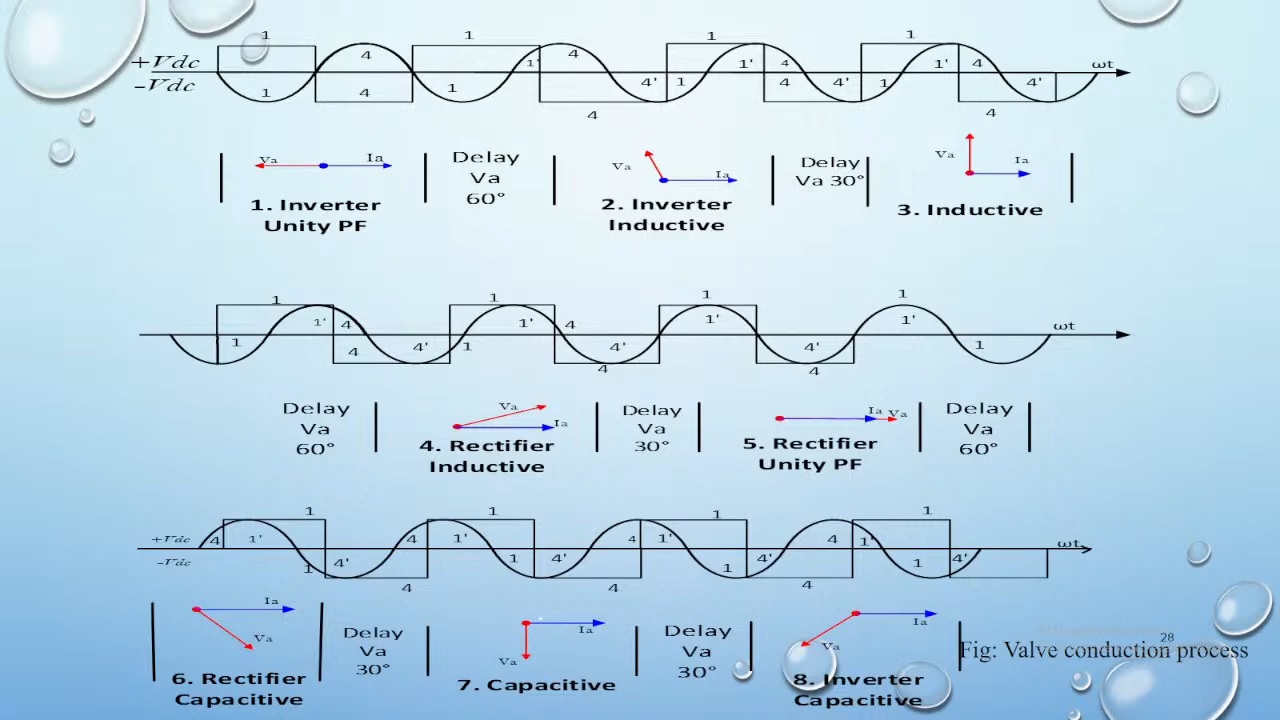 1 1 1 1
+Vdc 4 1' 4 1' 4 1' 4 ωt
–Vdc 1 4 1 4' 1 4 4' 1 4'
4 4
Va Ia Delay Va Ia Delay Va Ia
Va Va 30°
60°
1. Inverter 2. Inverter 3. Inductive
Unity PF Inductive
1 1 1 1
1' 4 1' 4 1' 1' ωt
1 4 4' 1 4' 4' 1
4 4
Delay Va Ia Delay Ia Va Delay
Va Va Va
60° 30° 60°
4. Rectifier 5. Rectifier
Inductive Unity PF
1 1 1 1
+Vdc 4 1' 4 1' 4 1' 4 1' ωt
–Vdc 1 4' 1 4' 1 4' 1 4'
4 4 4
Ia Va Delay Ia Va Delay Ia Va
Va Va
30° 30°
28
Fig: Valve conduction process
6. Rectifier 7. Capacitive 8. Inverter
Capacitive Capacitive